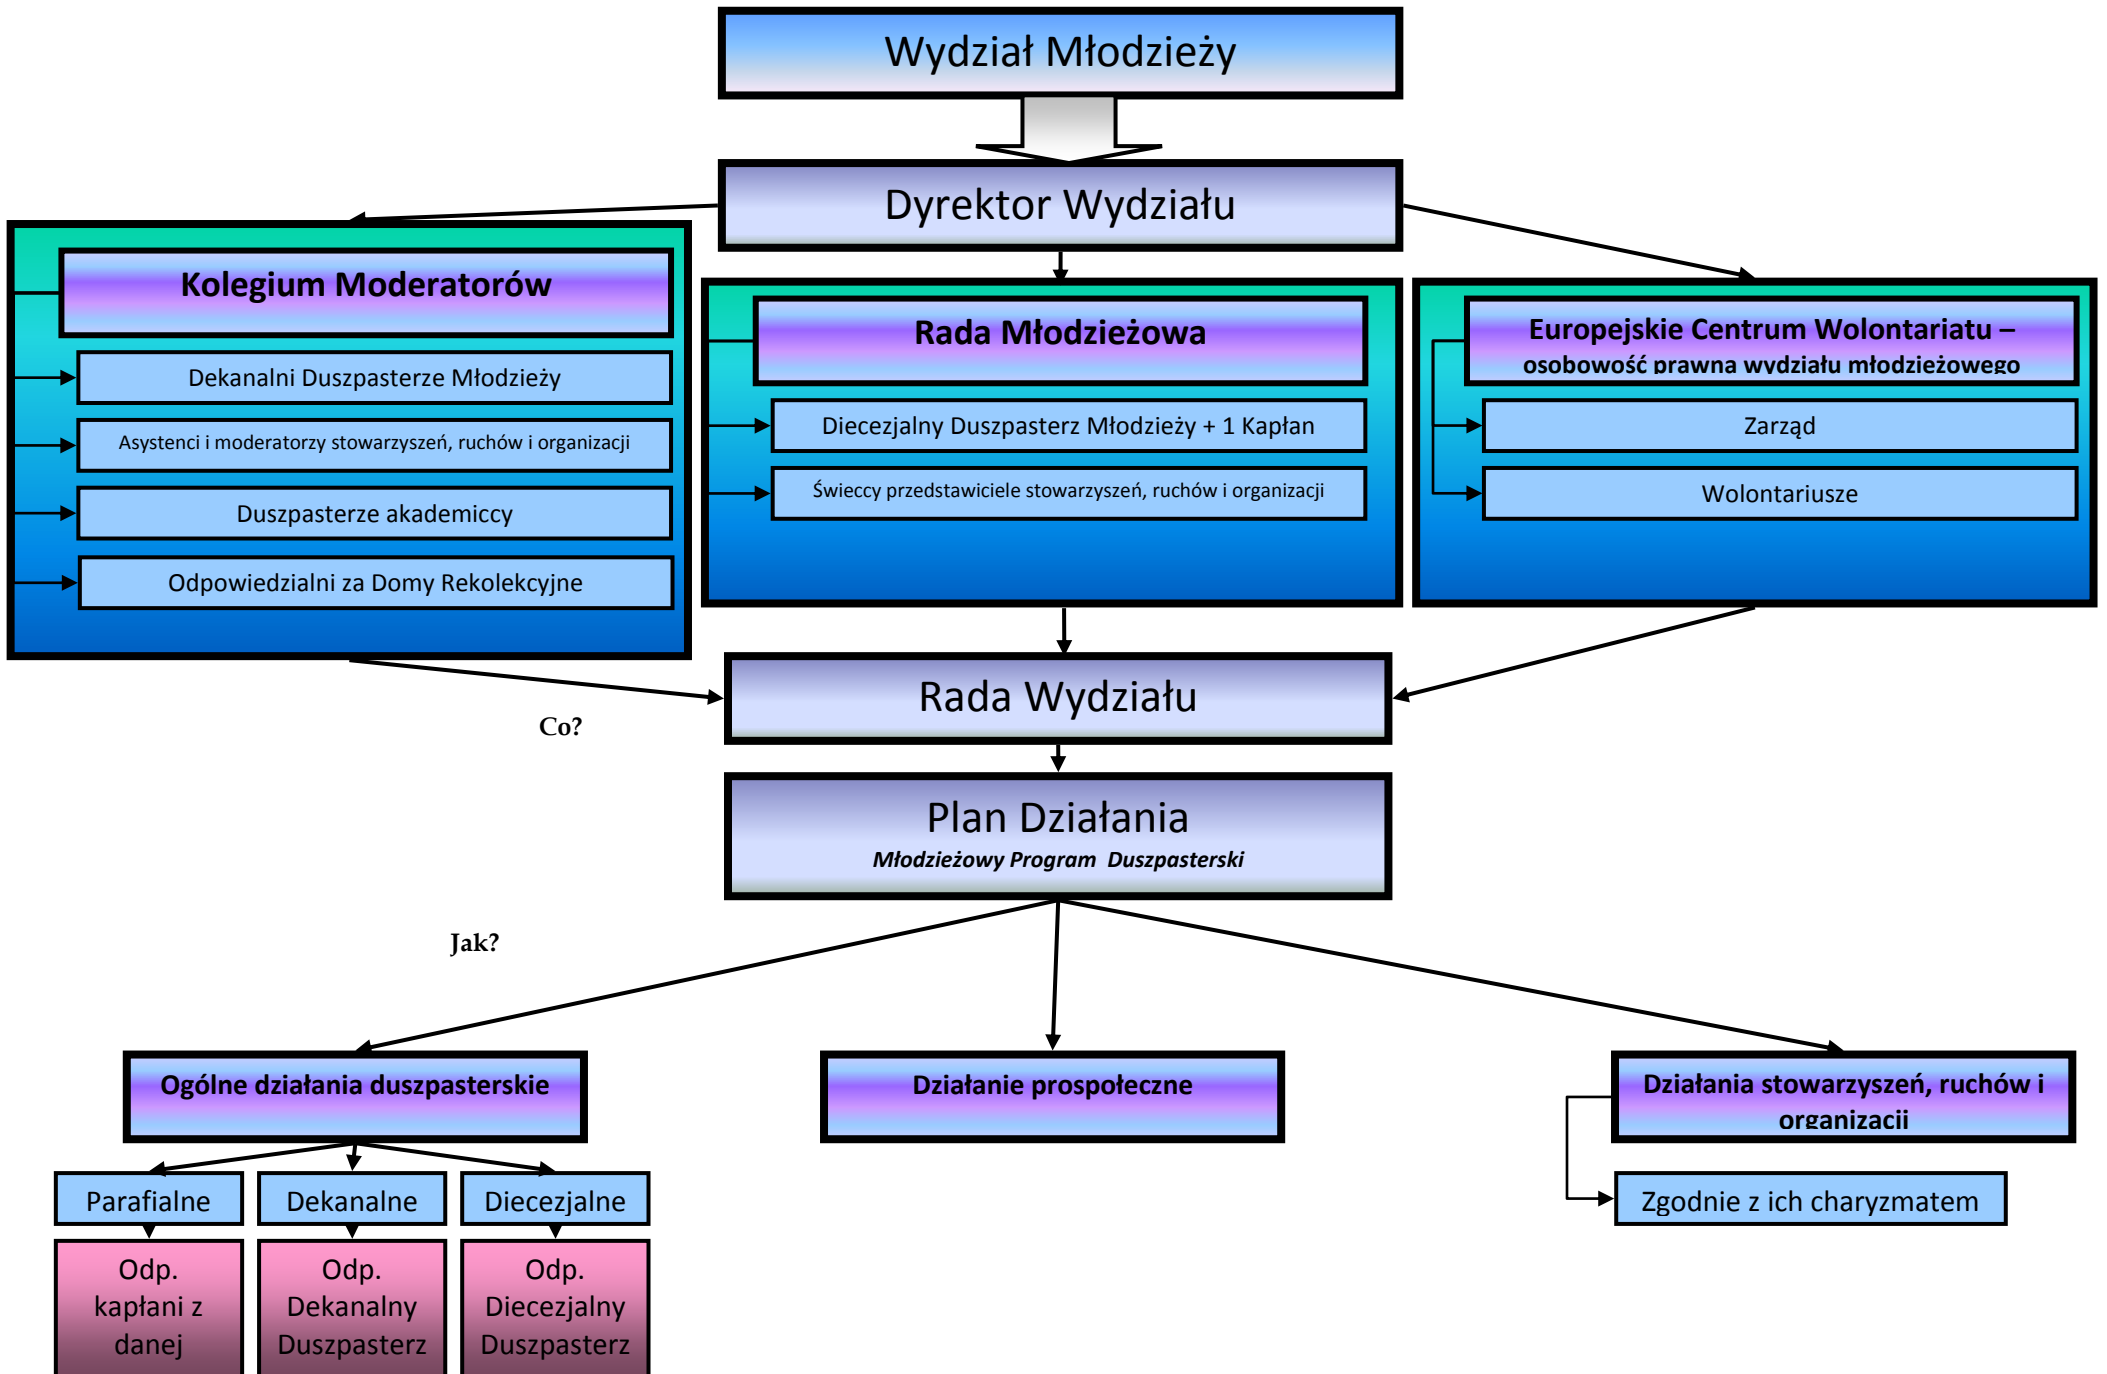 Wydział Młodzieży
Dyrektor Wydziału
Kolegium Moderatorów
Dekanalni Duszpasterze Młodzieży
Asystenci i moderatorzy stowarzyszeń, ruchów i organizacji
Duszpasterze akademiccy
Odpowiedzialni za Domy Rekolekcyjne
Rada Młodzieżowa
Diecezjalny Duszpasterz Młodzieży + 1 Kapłan
Świeccy przedstawiciele stowarzyszeń, ruchów i organizacji
Europejskie Centrum Wolontariatu –
osobowość prawna wydziału młodzieżowego
Zarząd
Wolontariusze
Rada Wydziału
Co?
Plan Działania
Młodzieżowy Program Duszpasterski
Jak?
Ogólne działania duszpasterskie
Działanie prospołeczne
Działania stowarzyszeń, ruchów i
organizacji
Parafialne
Dekanalne
Diecezjalne
Zgodnie z ich charyzmatem
Odp.
kapłani z
danej
Odp.
Dekanalny
Duszpasterz
Odp.
Diecezjalny
Duszpasterz